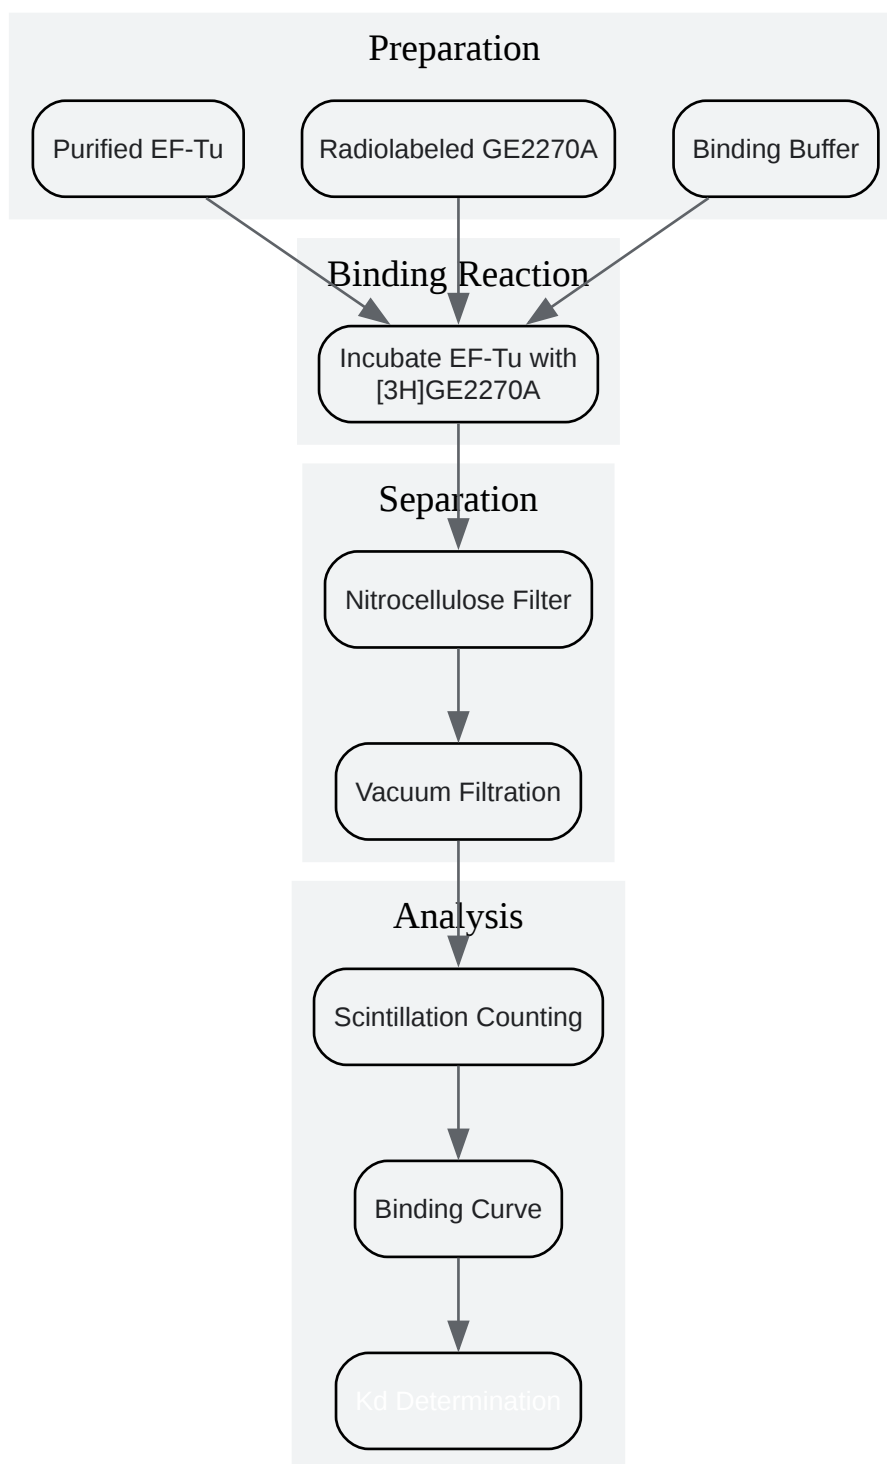 Preparation
Purified EF-Tu
Radiolabeled GE2270A
Binding Buffer
Binding Reaction
Incubate EF-Tu with
[3H]GE2270A
Separation
Nitrocellulose Filter
Vacuum Filtration
Analysis
Scintillation Counting
Binding Curve
Kd Determination